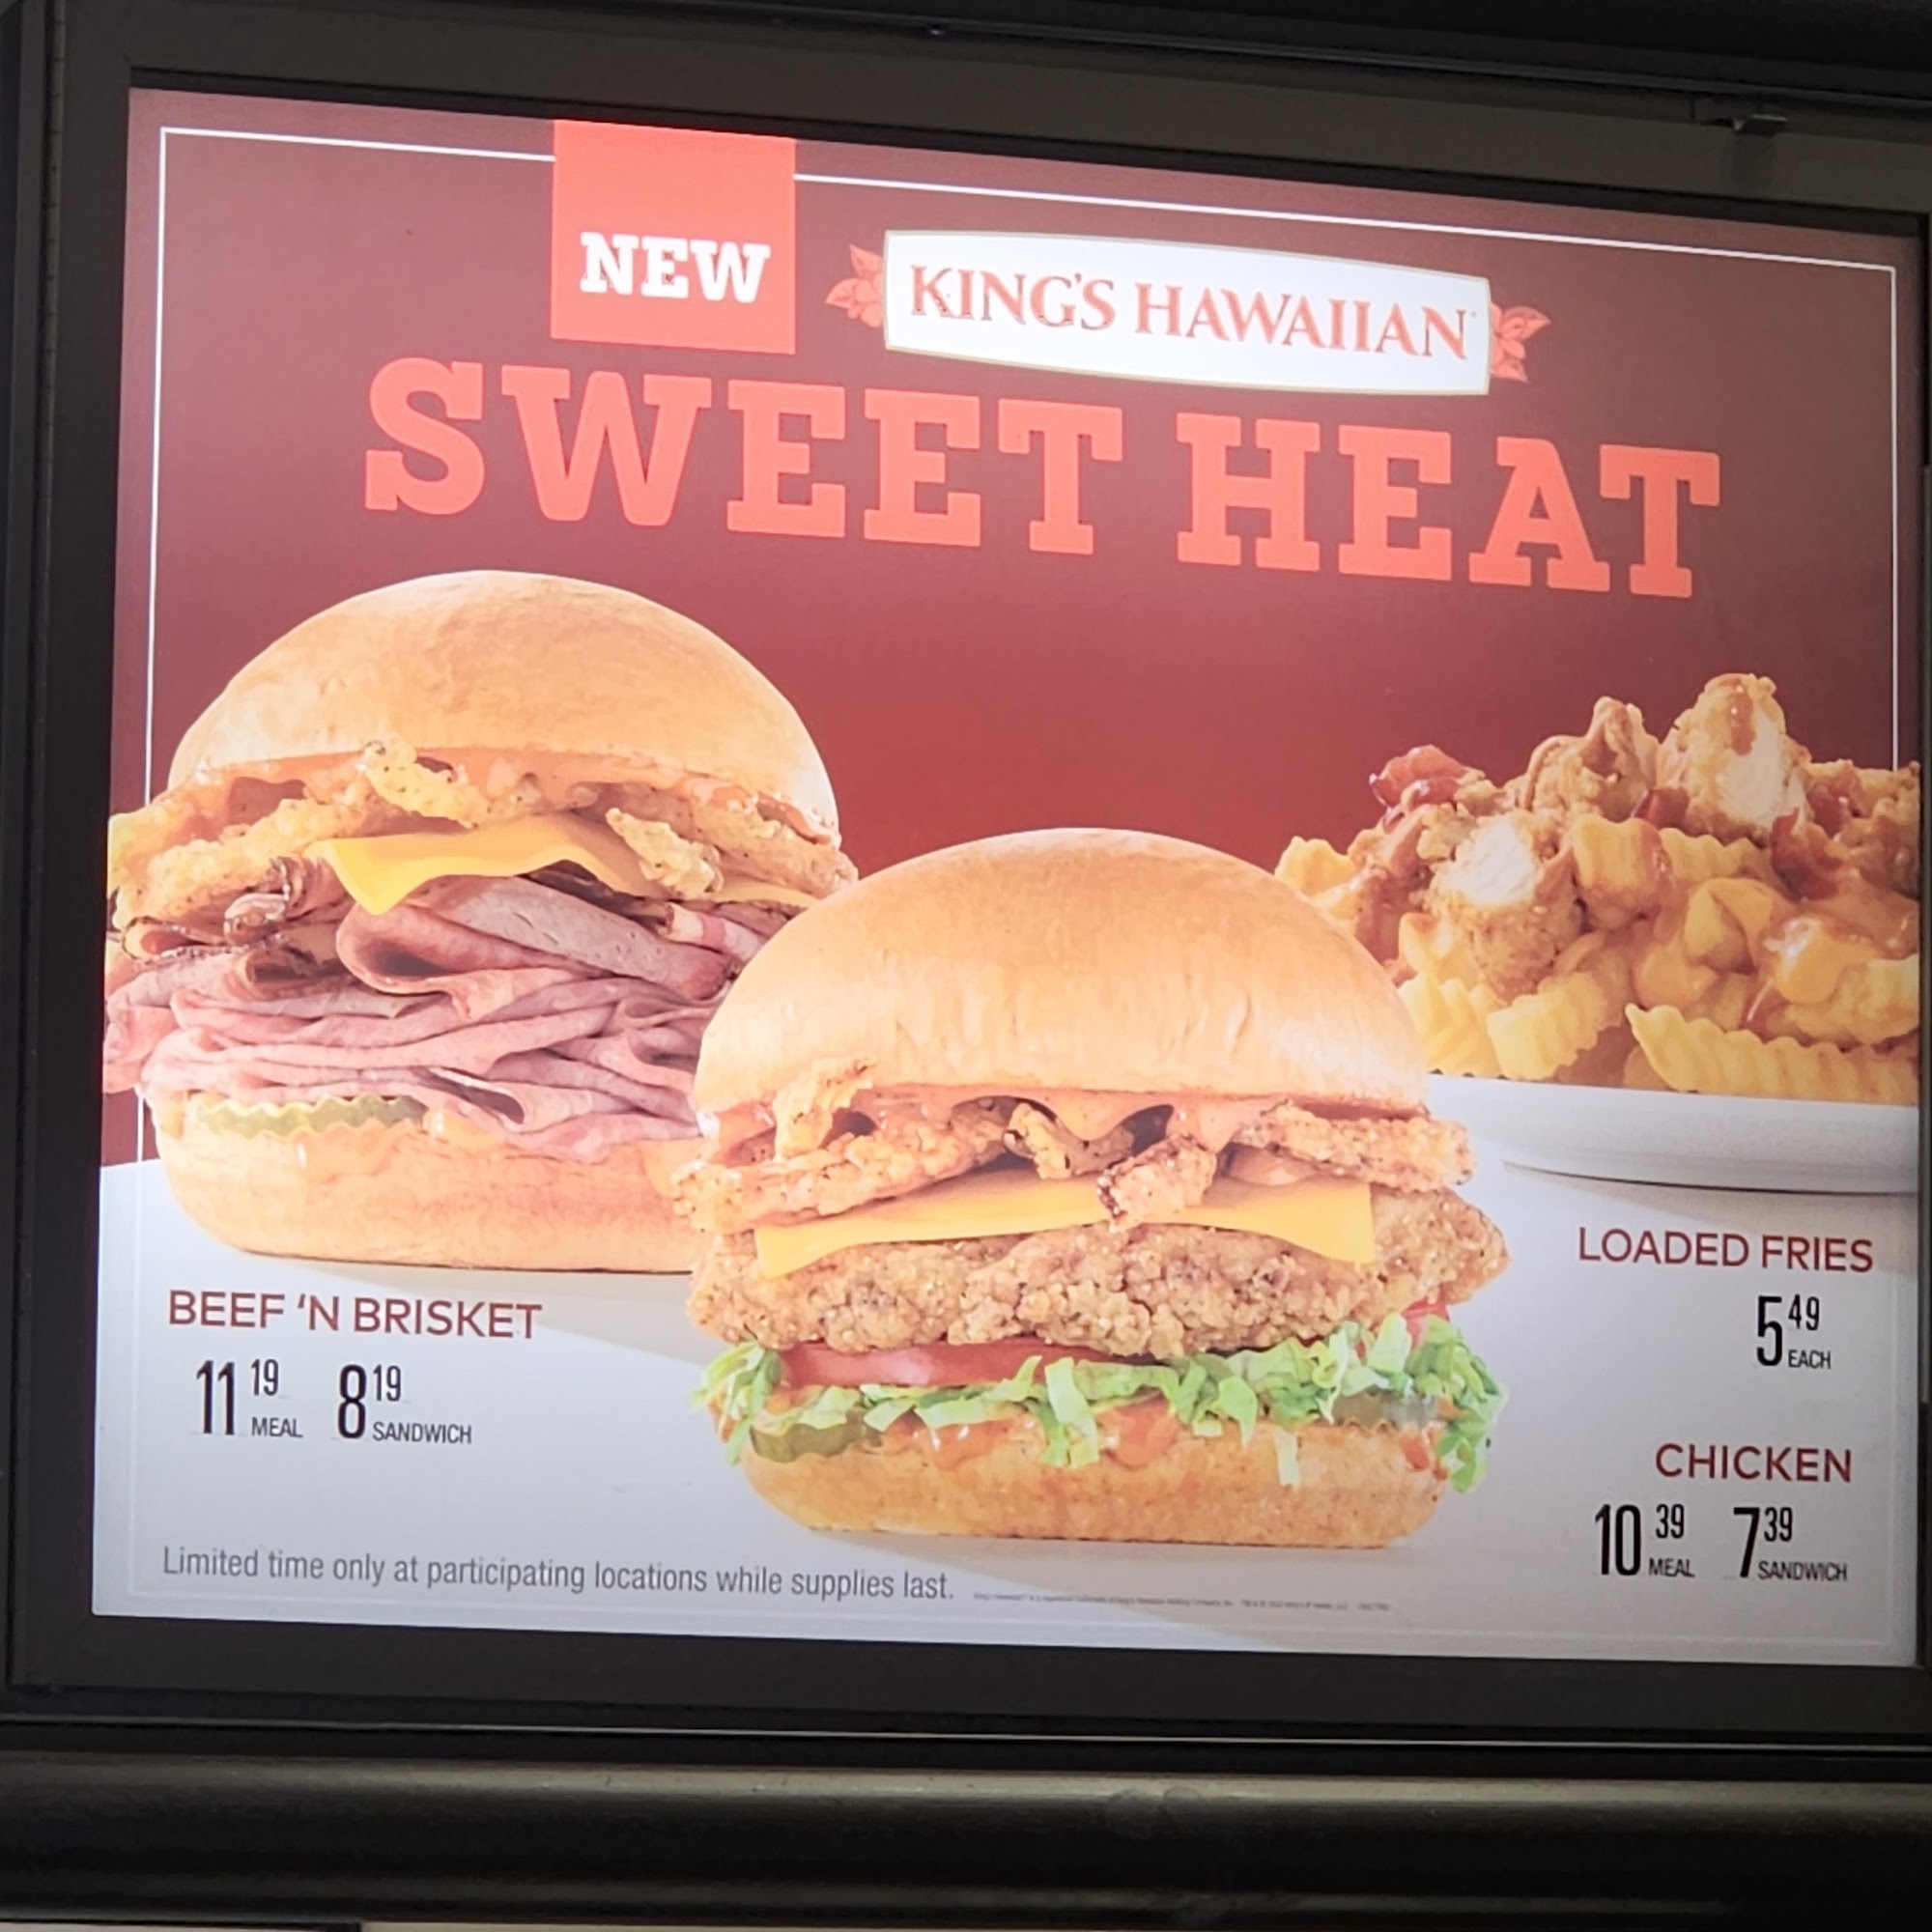 NEW
KING'S HAWAIIAN
SWEET HEAT
LOADED FRIES
5 49 EACH
BEEF 'N BRISKET
11 19 MEAL 8 19 SANDWICH
CHICKEN
10 39 MEAL 7 39 SANDWICH
Limited time only at participating locations while supplies last.